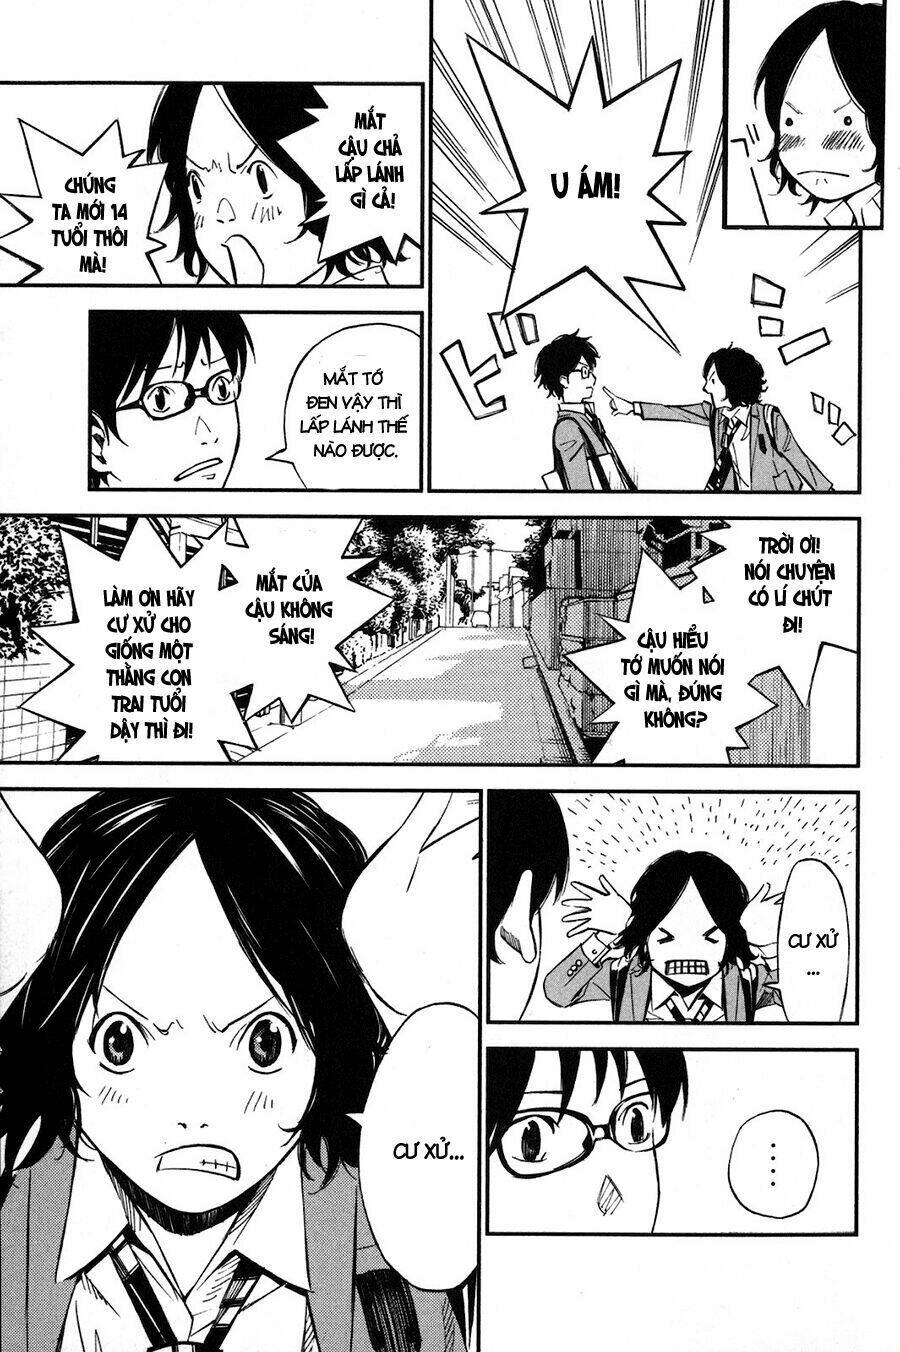 U ÁM!
MẮT
CẬU CHẢ
LẤP LÁNH
GÌ CẢ!
CHÚNG
TA MỚI 14
TUỔI THÔI
MÀ!
MẮT TỚ
ĐEN VẬY THÌ
LẤP LÁNH THẾ
NÀO ĐƯỢC.
TRỜI ƠI!
NÓI CHUYỆN
CÓ LÍ CHÚT
ĐI!
CẬU HIỂU
TỚ MUỐN NÓI
GÌ MÀ, ĐÚNG
KHÔNG?
MẮT CỦA
CẬU KHÔNG
SÁNG!
LÀM ƠN HÃY
CƯ XỬ CHO
GIỐNG MỘT
THẰNG CON
TRAI TUỔI
DẬY THÌ ĐI!
CƯ XỬ
...
...
CƯ XỬ...
ビシ